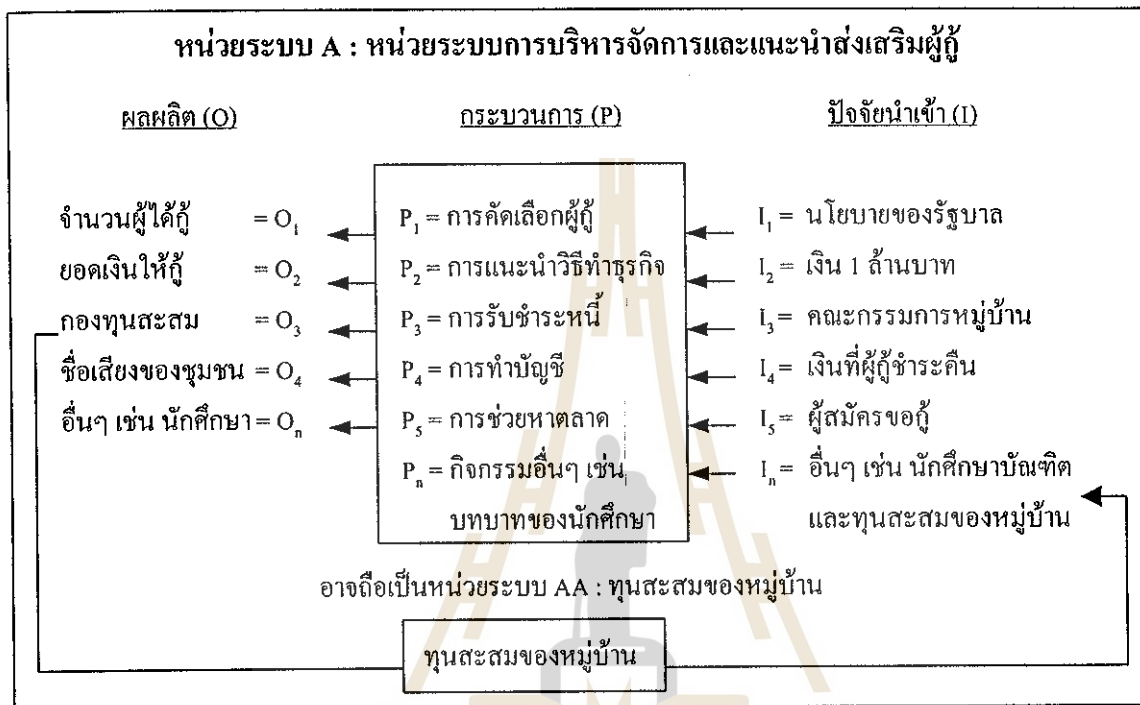 หน่วยระบบ A : หน่วยระบบการบริหารจัดการและแนะนำส่งเสริมผู้กู้
ผลผลิต (O) กระบวนการ (P) ปัจจัยนำเข้า (I)
จำนวนผู้ได้กู้ = O1 P1 = การคัดเลือกผู้กู้ I1 = นโยบายของรัฐบาล
ยอดเงินให้กู้ = O2 P2 = การแนะนำวิธีทำธุรกิจ I2 = เงิน 1 ล้านบาท
กองทุนสะสม = O3 P3 = การรับชำระหนี้ I3 = คณะกรรมการหมู่บ้าน
ชื่อเสียงของชุมชน = O4 P4 = การทำบัญชี I4 = เงินที่ผู้กู้ชำระคืน
อื่นๆ เช่น นักศึกษา = On P5 = การช่วยหาตลาด I5 = ผู้สมัครขอกู้
Pn = กิจกรรมอื่นๆ เช่น In = อื่นๆ เช่น นักศึกษาบัณฑิต
บทบาทของนักศึกษา และทุนสะสมของหมู่บ้าน
อาจถือเป็นหน่วยระบบ AA : ทุนสะสมของหมู่บ้าน
ทุนสะสมของหมู่บ้าน